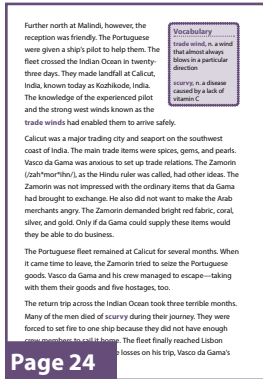 Further north at Malindi, however, the
reception was friendly. The Portuguese
were given a ship's pilot to help them. The
fleet crossed the Indian Ocean in twenty-
three days. They made landfall at Calicut,
India, known today as Kozhikode, India.
The knowledge of the experienced pilot
and the strong west winds known as the
trade winds had enabled them to arrive safely.
Vocabulary
trade wind, n. a wind
that almost always
blows in a particular
direction
scurvy, n. a disease
caused by a lack of
vitamin C
Calicut was a major trading city and seaport on the southwest
coast of India. The main trade items were spices, gems, and pearls.
Vasco da Gama was anxious to set up trade relations. The Zamorin
(/zah*mor*ihn/), as the Hindu ruler was called, had other ideas. The
Zamorin was not impressed with the ordinary items that da Gama
had brought to exchange. He also did not want to make the Arab
merchants angry. The Zamorin demanded bright red fabric, coral,
silver, and gold. Only if da Gama could supply these items would
they be able to do business.
The Portuguese fleet remained at Calicut for several months. When
it came time to leave, the Zamorin tried to seize the Portuguese
goods. Vasco da Gama and his crew managed to escape—taking
with them their goods and five hostages, too.
The return trip across the Indian Ocean took three terrible months.
Many of the men died of scurvy during their journey. They were
forced to set fire to one ship because they did not have enough
crew members to sail it home. The fleet finally reached Lisbon
losses on his trip, Vasco da Gama's
Page 24